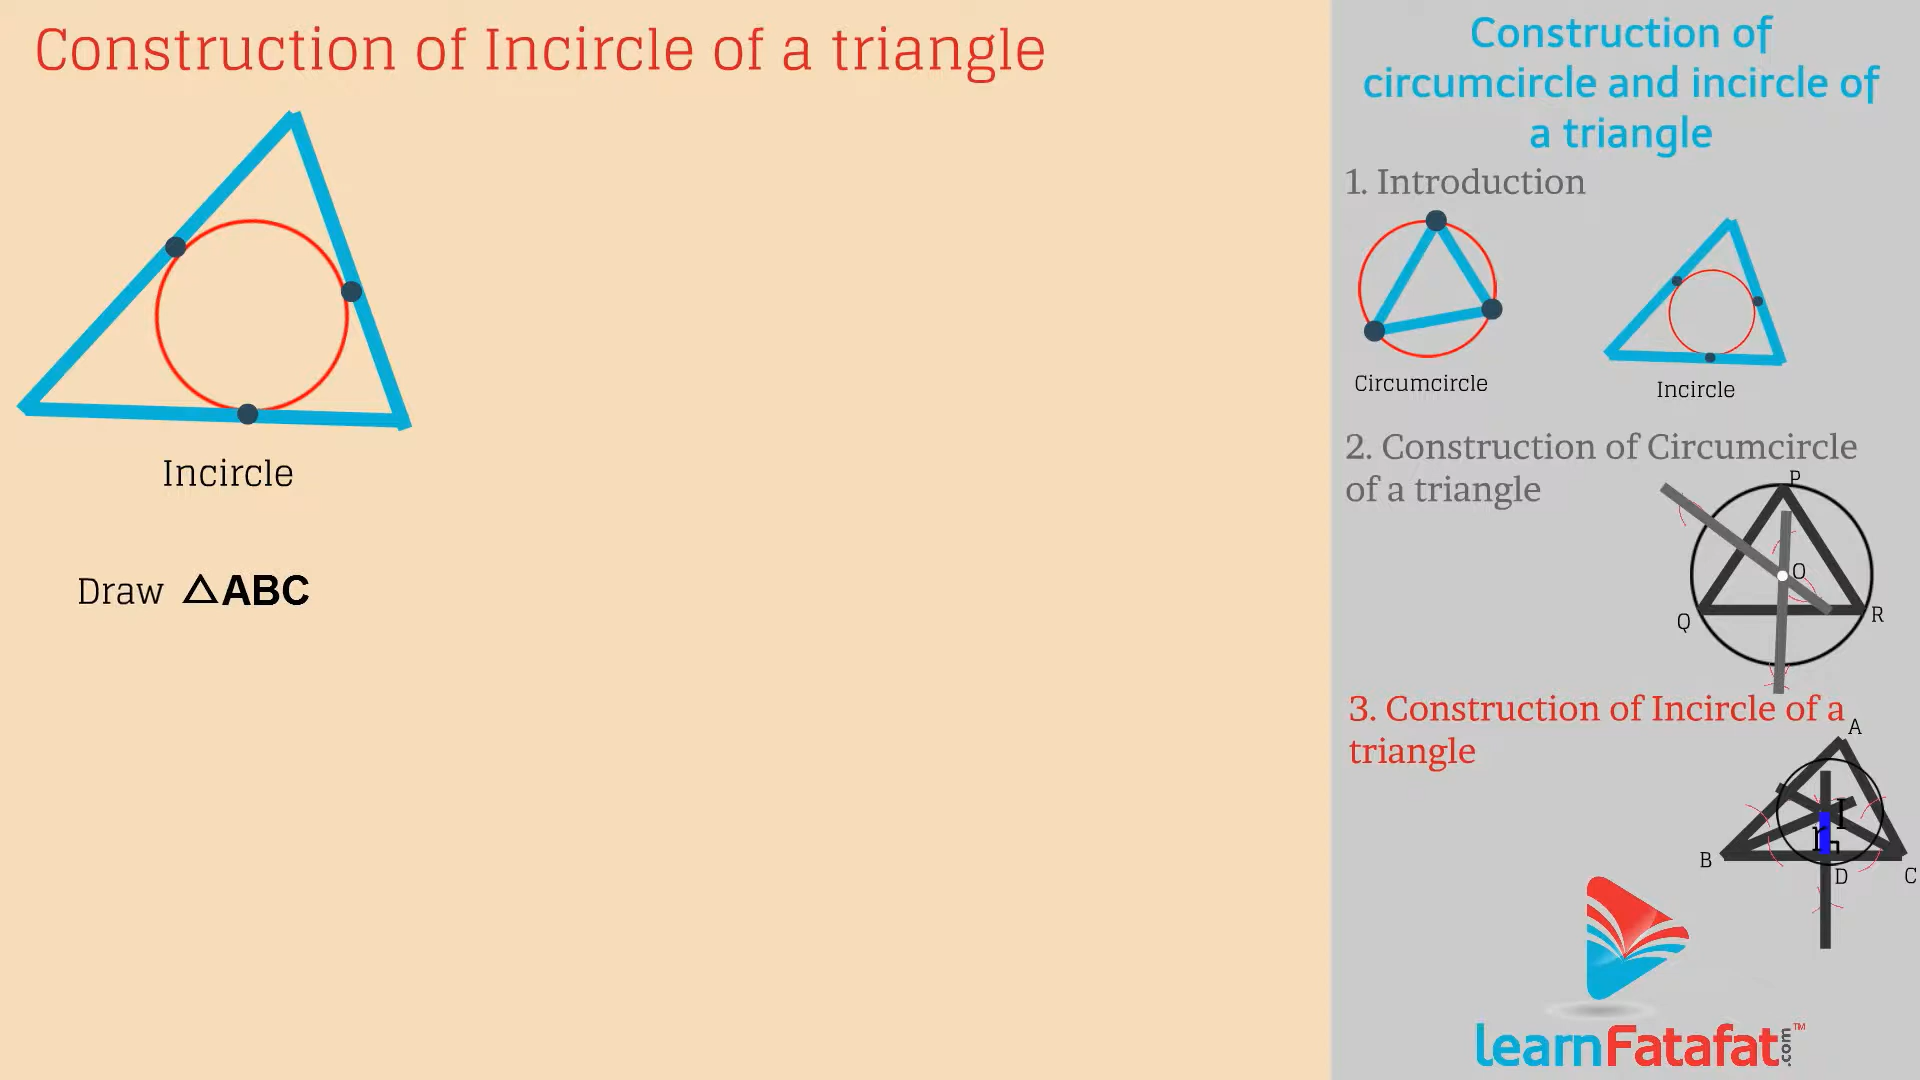 Construction of Incircle of a triangle
Incircle
Draw △ABC
Construction of
circumcircle and incircle of
a triangle
1. Introduction
Circumcircle
Incircle
2. Construction of Circumcircle
of a triangle
P
O
Q
R
3. Construction of Incircle of a
triangle
A
I
r
B
D
C
learnFatafat.com™